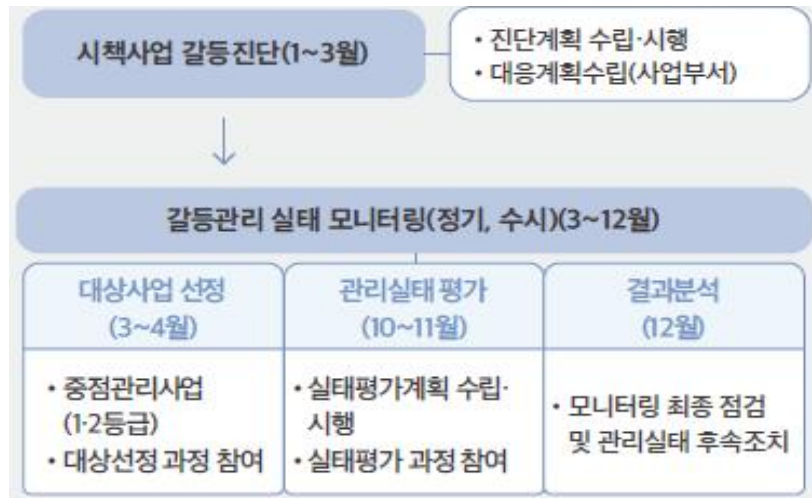 시책사업 갈등진단(1~3월)
• 진단계획 수립·시행
• 대응계획수립(사업부서)
갈등관리 실태 모니터링(정기, 수시)(3~12월)
대상사업 선정
(3~4월)
• 중점관리사업
(1·2등급)
• 대상선정 과정 참여
관리실태 평가
(10~11월)
• 실태평가계획 수립·
시행
• 실태평가 과정 참여
결과분석
(12월)
• 모니터링 최종 점검
및 관리실태 후속조치